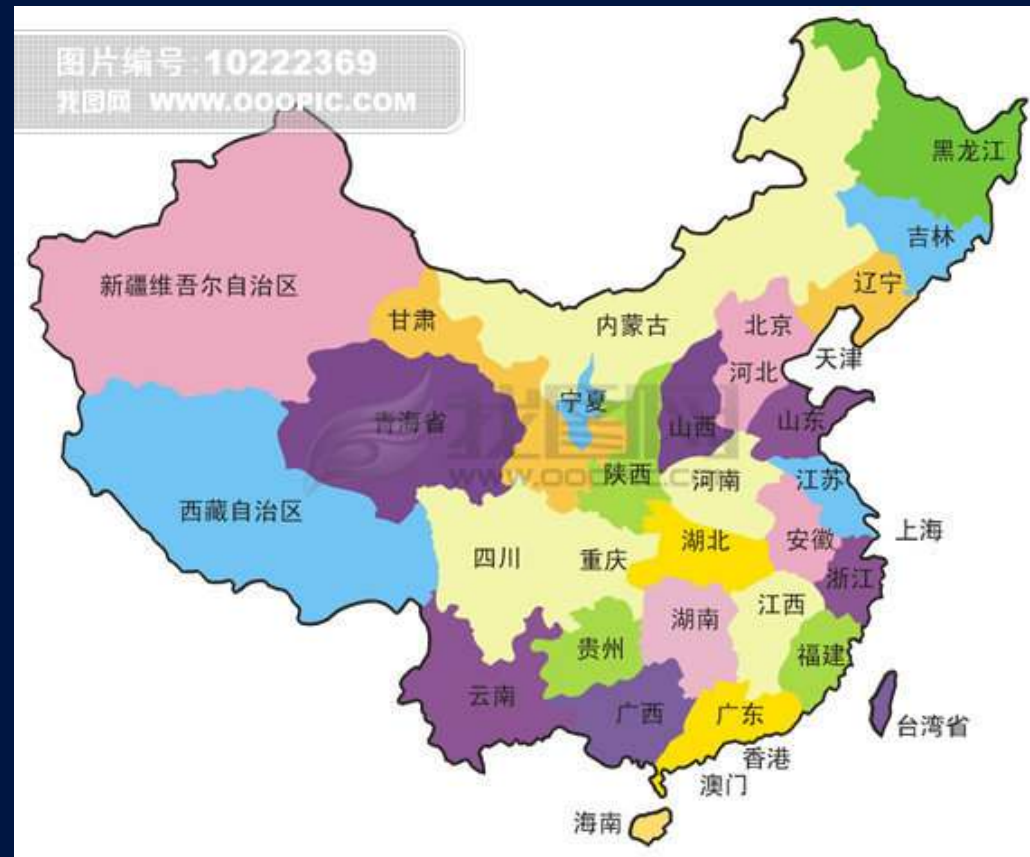 图片编号:10222369
我图网 WWW.OOOPIC.COM
黑龙江
吉林
辽宁
新疆维吾尔自治区
甘肃
内蒙古
北京
天津
河北
宁夏
青海省
山西
山东
陕西
河南
江苏
西藏自治区
上海
湖北
安徽
四川
重庆
浙江
江西
湖南
贵州
福建
云南
广西
广东
台湾省
香港
澳门
海南
我图网